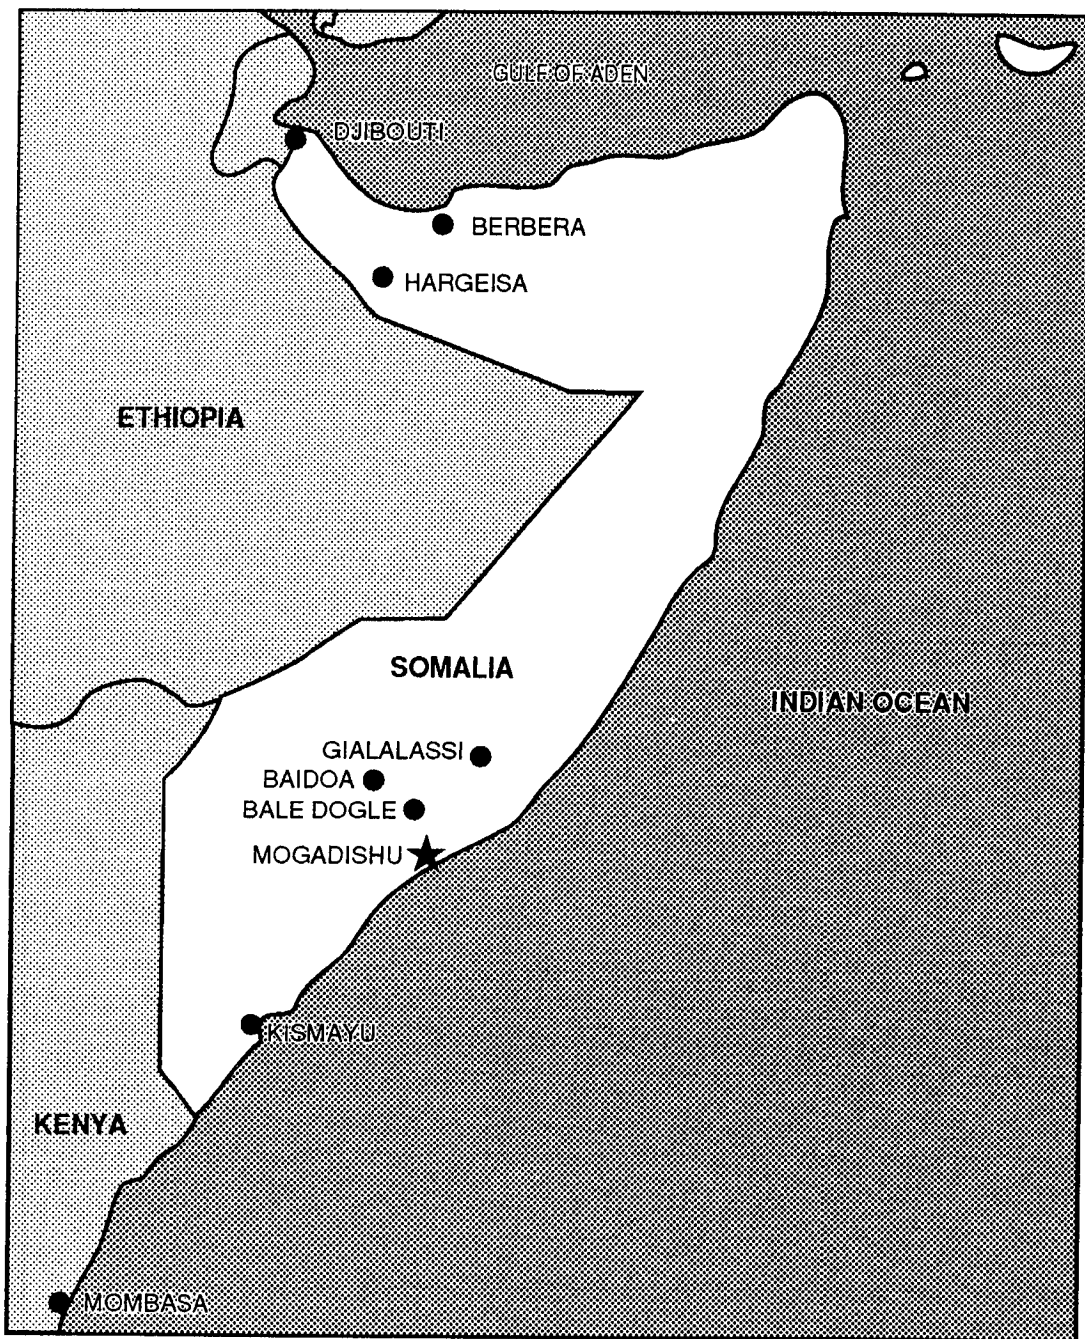 GULF OF ADEN
DJIBOUTI
BERBERA
HARGEISA
ETHIOPIA
SOMALIA
INDIAN OCEAN
GIALALASSI
BAIDOA
BALE DOGLE
MOGADISHU
KISMAYU
KENYA
MOMBASA